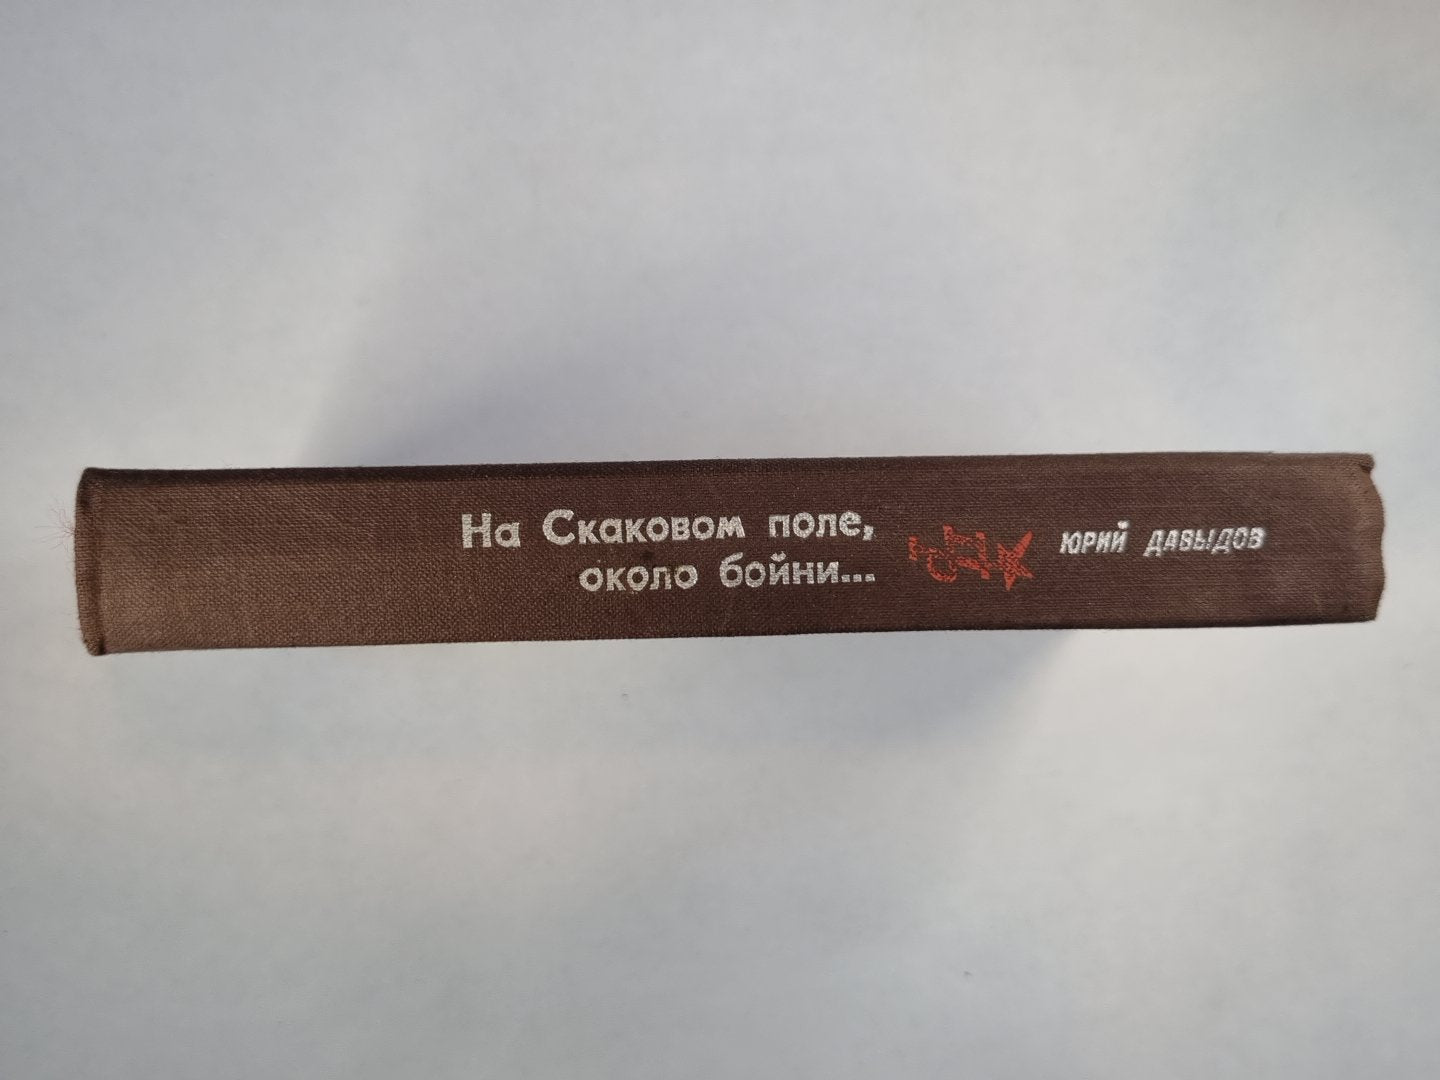 На Скаковом поле,
около бойни...
ЮРИЙ ДАВЫДОВ